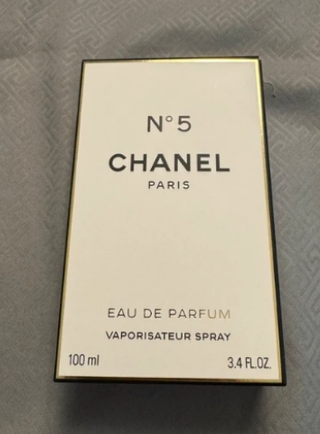 N°5
CHANEL
PARIS
EAU DE PARFUM
VAPORISATEUR SPRAY
100 ml 3.4 FL.OZ.